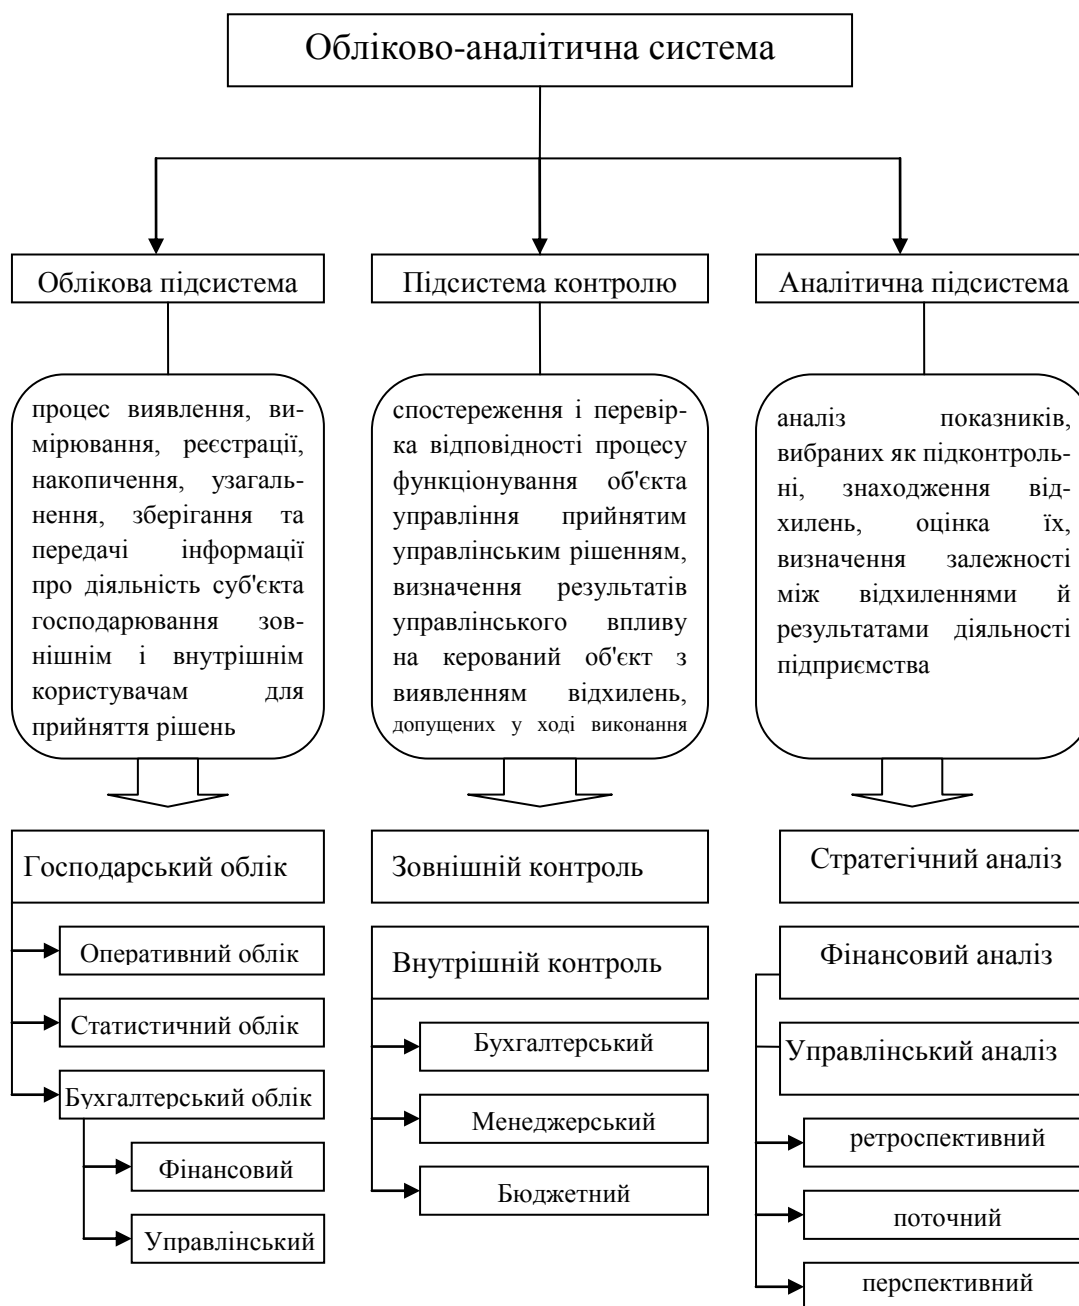 Обліково-аналітична система
Облікова підсистема
Підсистема контролю
Аналітична підсистема
процес виявлення, ви-
мірювання, реєстрації,
накопичення, узагаль-
нення, зберігання та
передачі інформації
про діяльність суб'єкта
господарювання зов-
нішнім і внутрішнім
користувачам для
прийняття рішень
спостереження і перевір-
ка відповідності процесу
функціонування об'єкта
управління прийнятим
управлінським рішенням,
визначення результатів
управлінського впливу
на керований об'єкт з
виявленням відхилень,
допущених у ході виконання
аналіз показників,
вибраних як підконтроль-
ні, знаходження від-
хилень, оцінка їх,
визначення залежності
між відхиленнями й
результатами діяльності
підприємства
Господарський облік
Оперативний облік
Статистичний облік
Бухгалтерський облік
Фінансовий
Управлінський
Зовнішній контроль
Внутрішній контроль
Бухгалтерський
Менеджерський
Бюджетний
Стратегічний аналіз
Фінансовий аналіз
Управлінський аналіз
ретроспективний
поточний
перспективний